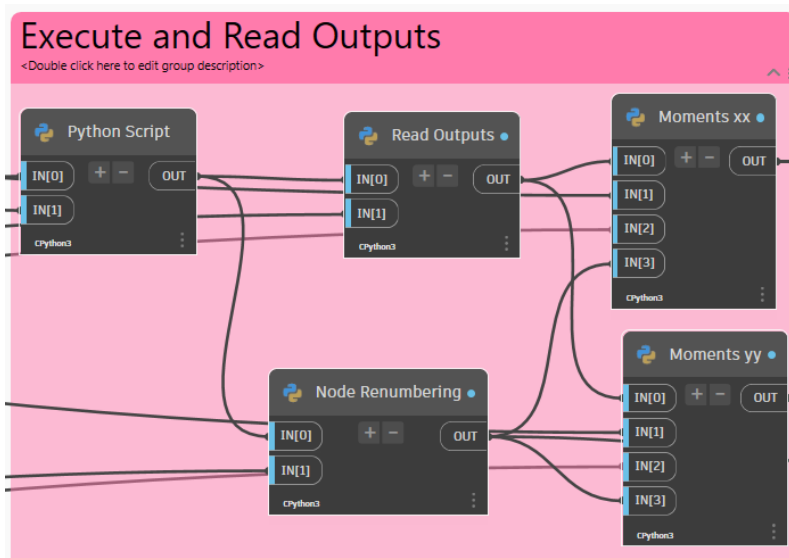 Execute and Read Outputs
<Double click here to edit group description>
Python Script
IN[0]
+ −
OUT
IN[1]
CPython3
Read Outputs
IN[0]
+ −
OUT
IN[1]
CPython3
Moments xx
IN[0]
+ −
OUT
IN[1]
IN[2]
IN[3]
CPython3
Node Renumbering
IN[0]
+ −
OUT
IN[1]
CPython3
Moments yy
IN[0]
+ −
OUT
IN[1]
IN[2]
IN[3]
CPython3